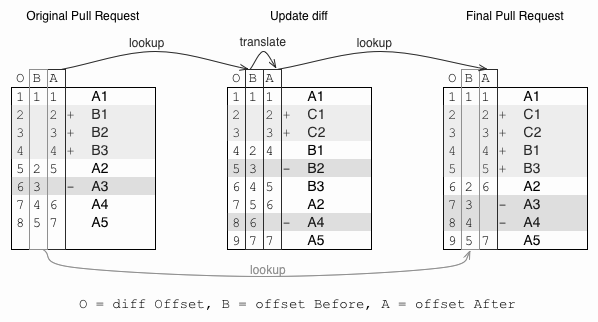 Original Pull Request Update diff Final Pull Request
lookup translate lookup
O B A O B A O B A
1 1 1 A1 1 1 1 A1 1 1 1 A1
2 2 + B1 2 2 + C1 2 2 + C1
3 3 + B2 3 3 + C2 3 3 + C2
4 4 + B3 4 2 4 B1 4 4 + B1
5 2 5 A2 5 3 - B2 5 5 + B3
6 3 - A3 6 4 5 B3 6 2 6 A2
7 4 6 A4 7 5 6 A2 7 3 - A3
8 5 7 A5 8 6 - A4 8 4 - A4
9 7 7 A5 9 5 7 A5
lookup
O = diff Offset, B = offset Before, A = offset After